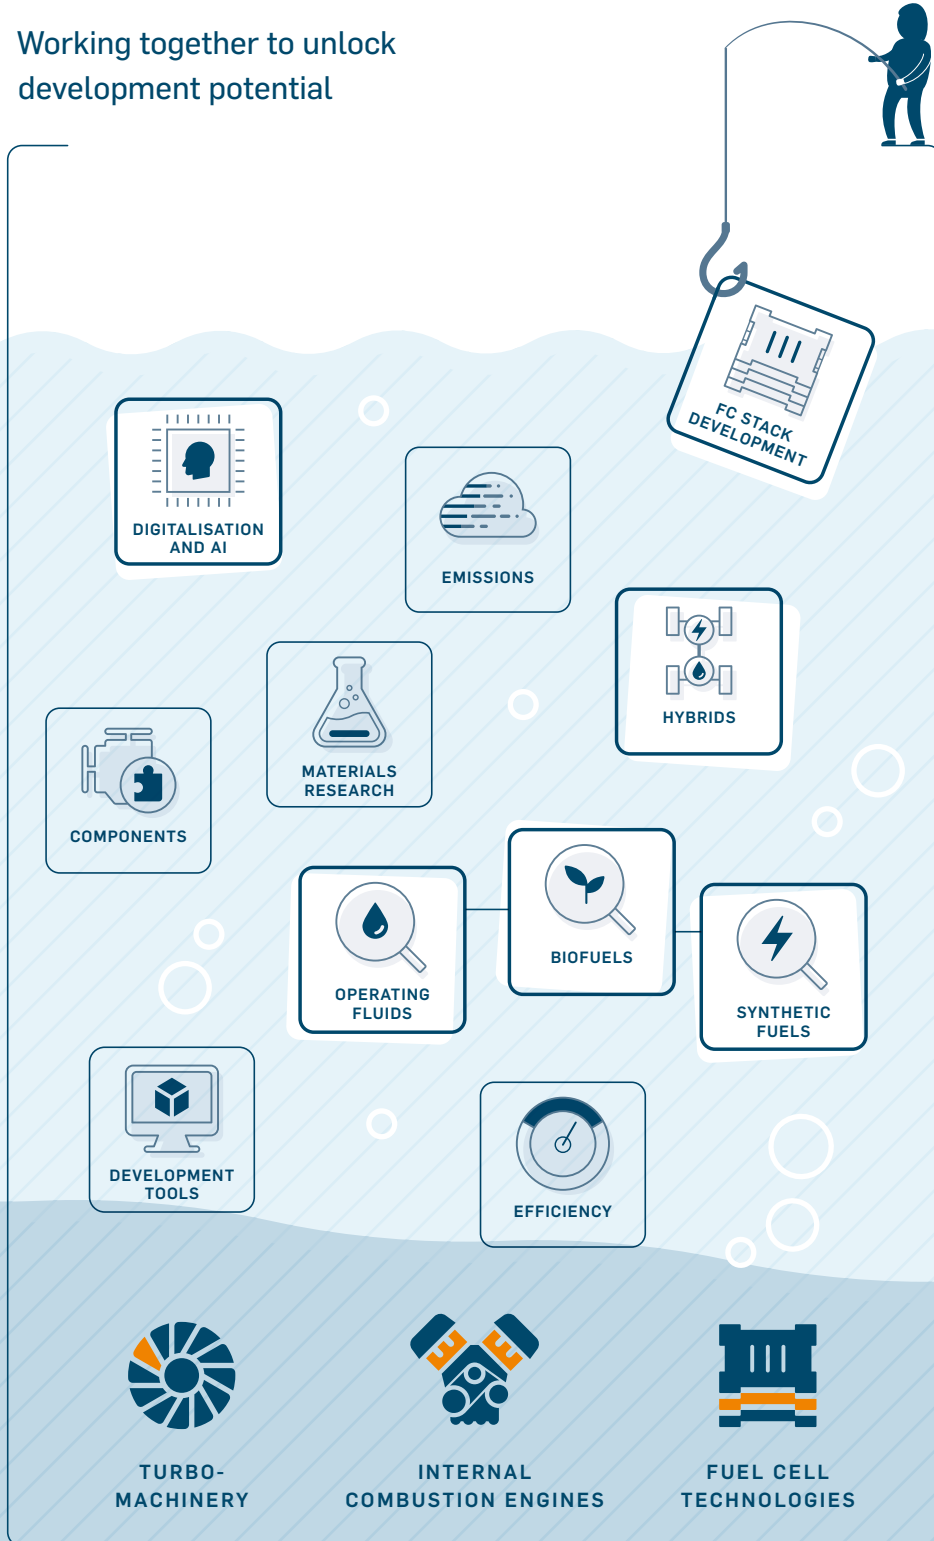 Working together to unlock
development potential
FC STACK
DEVELOPMENT
DIGITALISATION
AND AI
EMISSIONS
HYBRIDS
MATERIALS
RESEARCH
COMPONENTS
BIOFUELS
OPERATING
FLUIDS
SYNTHETIC
FUELS
DEVELOPMENT
TOOLS
EFFICIENCY
TURBO-
MACHINERY
INTERNAL
COMBUSTION ENGINES
FUEL CELL
TECHNOLOGIES